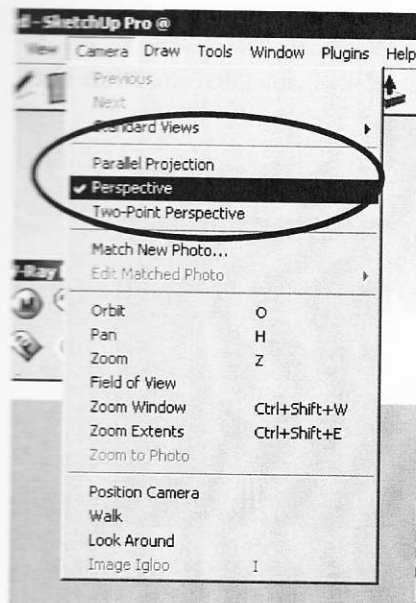 d - SketchUp Pro @
View Camera Draw Tools Window Plugins Help
Previous
Next
Standard Views
Parallel Projection
✔ Perspective
Two-Point Perspective
Match New Photo...
Edit Matched Photo
V-Ray
M
Orbit O
Pan H
Zoom Z
Field of View
Zoom Window Ctrl+Shift+W
Zoom Extents Ctrl+Shift+E
Zoom to Photo
Position Camera
Walk
Look Around
Image Igloo I